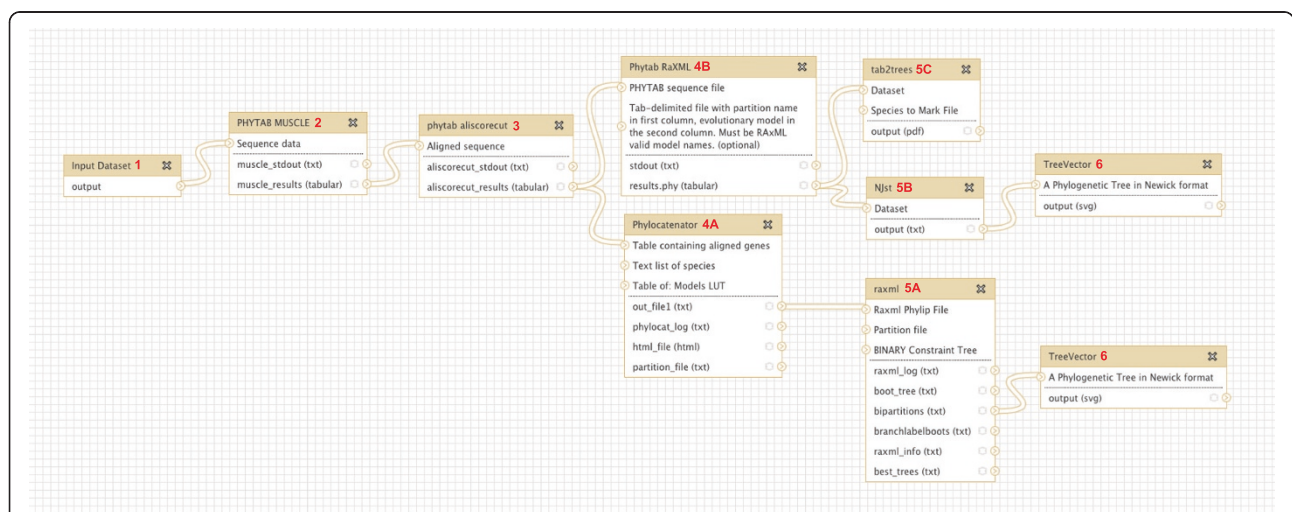 Input Dataset 1
output
PHYTAB MUSCLE 2
Sequence data
muscle_stdout (txt)
muscle_results (tabular)
phytab aliscorecut 3
Aligned sequence
aliscorecut_stdout (txt)
aliscorecut_results (tabular)
Phytab RaXML 4B
PHYTAB sequence file
Tab-delimited file with partition name
in first column, evolutionary model in
the second column. Must be RAxML
valid model names. (optional)
stdout (txt)
results.phy (tabular)
Phylocatenator 4A
Table containing aligned genes
Text list of species
Table of: Models LUT
out_file1 (txt)
phylocat_log (txt)
html_file (html)
partition_file (txt)
tab2trees 5C
Dataset
Species to Mark File
output (pdf)
NJst 5B
Dataset
output (txt)
TreeVector 6
A Phylogenetic Tree in Newick format
output (svg)
raxml 5A
Raxml Phylip File
Partition file
BINARY Constraint Tree
raxml_log (txt)
boot_tree (txt)
bipartitions (txt)
branchlabelboots (txt)
raxml_info (txt)
best_trees (txt)
TreeVector 6
A Phylogenetic Tree in Newick format
output (svg)